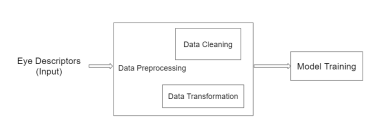 Eye Descriptors
(Input)
Data Preprocessing
Data Cleaning
Data Transformation
Model Training